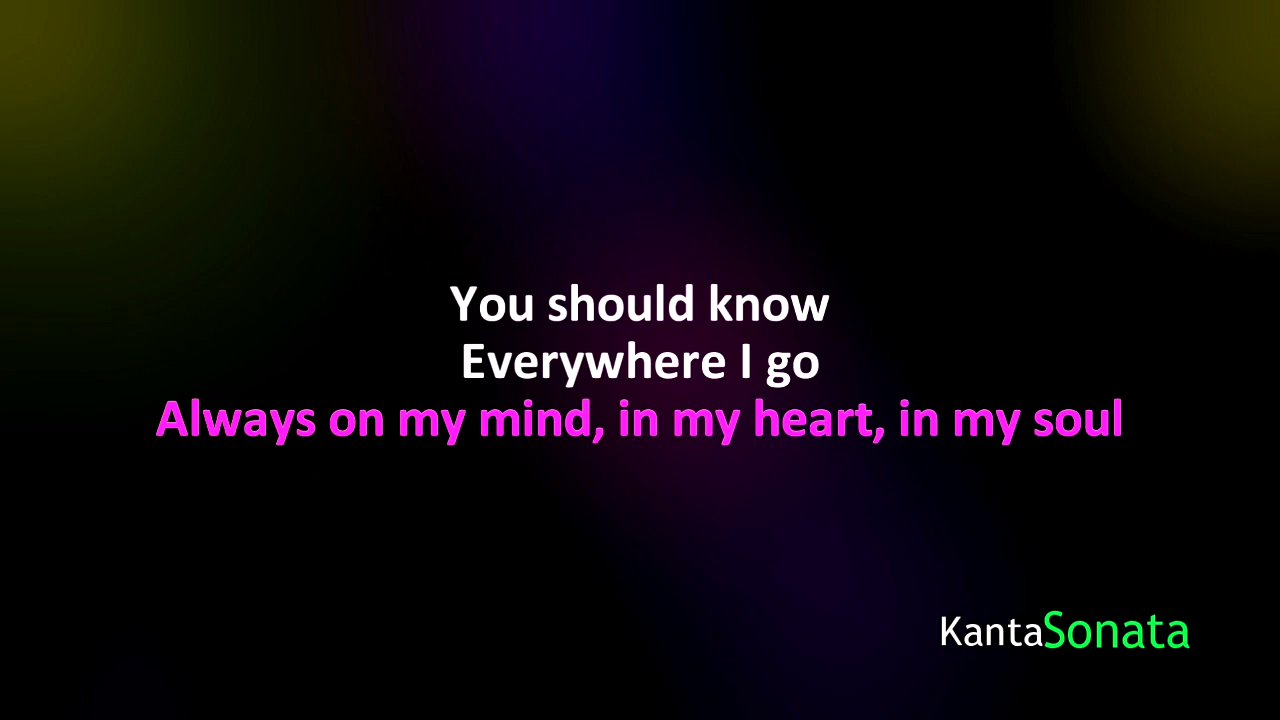 You should know
Everywhere I go
Always on my mind, in my heart, in my soul
KantaSonata